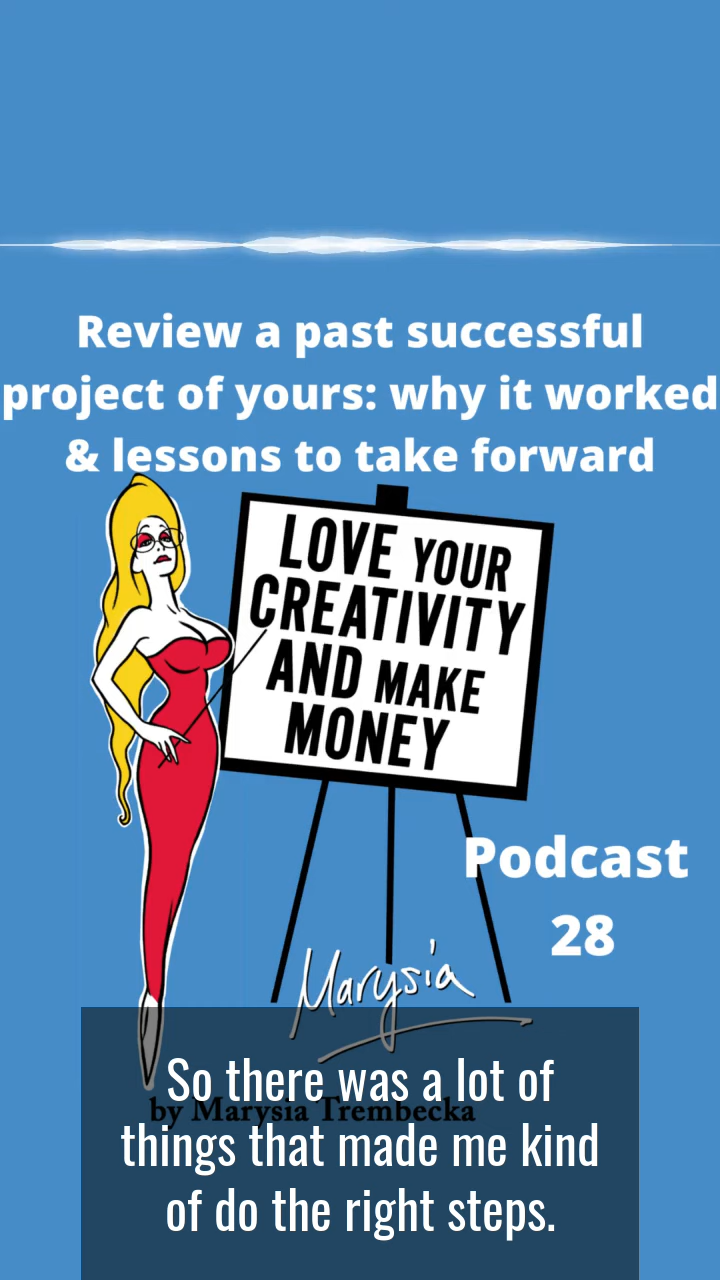 Review a past successful
project of yours: why it worked
& lessons to take forward
LOVE YOUR
CREATIVITY
AND MAKE
MONEY
Podcast
28
Marysia
by Marysia Trembecka
So there was a lot of
things that made me kind
of do the right steps.